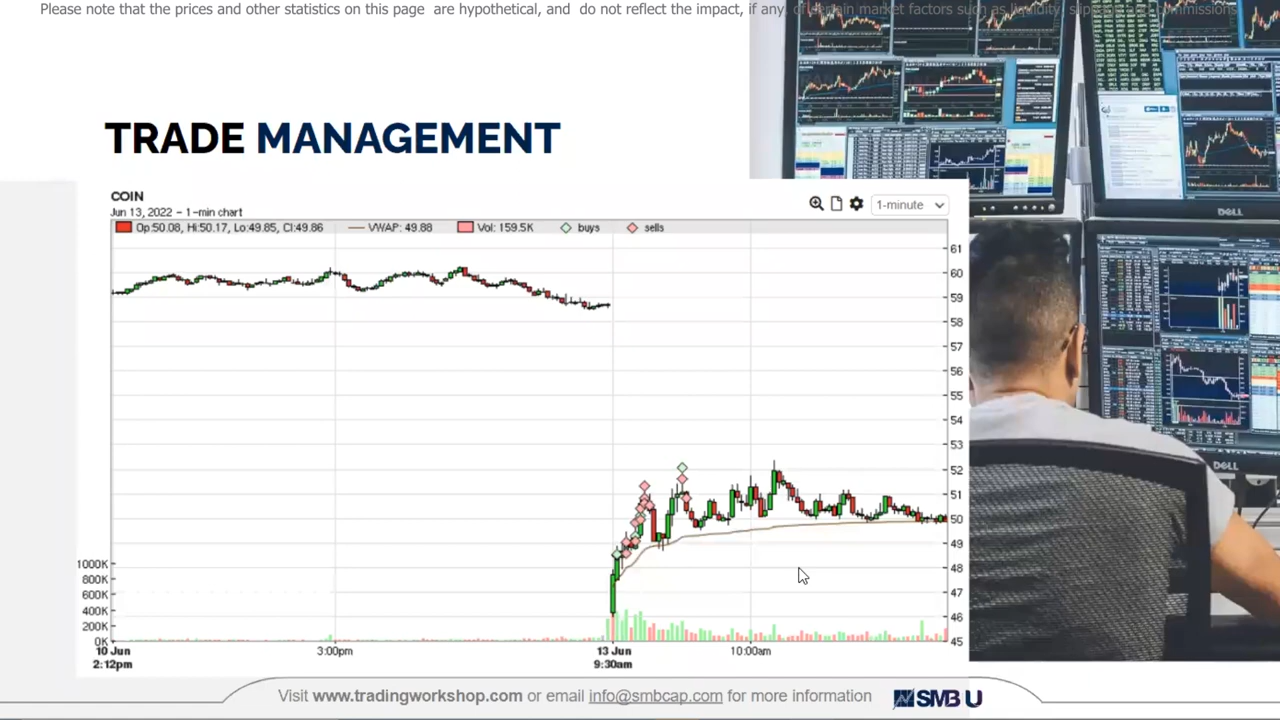 Please note that the prices and other statistics on this page are hypothetical, and do not reflect the impact, if any, of certain market factors such as liquidity, slippage and commissions
TRADE MANAGEMENT
COIN
Jun 13, 2022 - 1-min chart
1-minute
Op:50.08, Hi:50.17, Lo:49.85, Cl:49.86 VWAP: 49.88 Vol: 159.5K buys sells
61
60
59
58
57
56
55
54
53
52
51
50
49
48
47
46
45
1000K
800K
600K
400K
200K
0K
10 Jun 3:00pm 13 Jun 10:00am
2:12pm 9:30am
DELL
DELL
Visit www.tradingworkshop.com or email info@smbcap.com for more information
SMB U